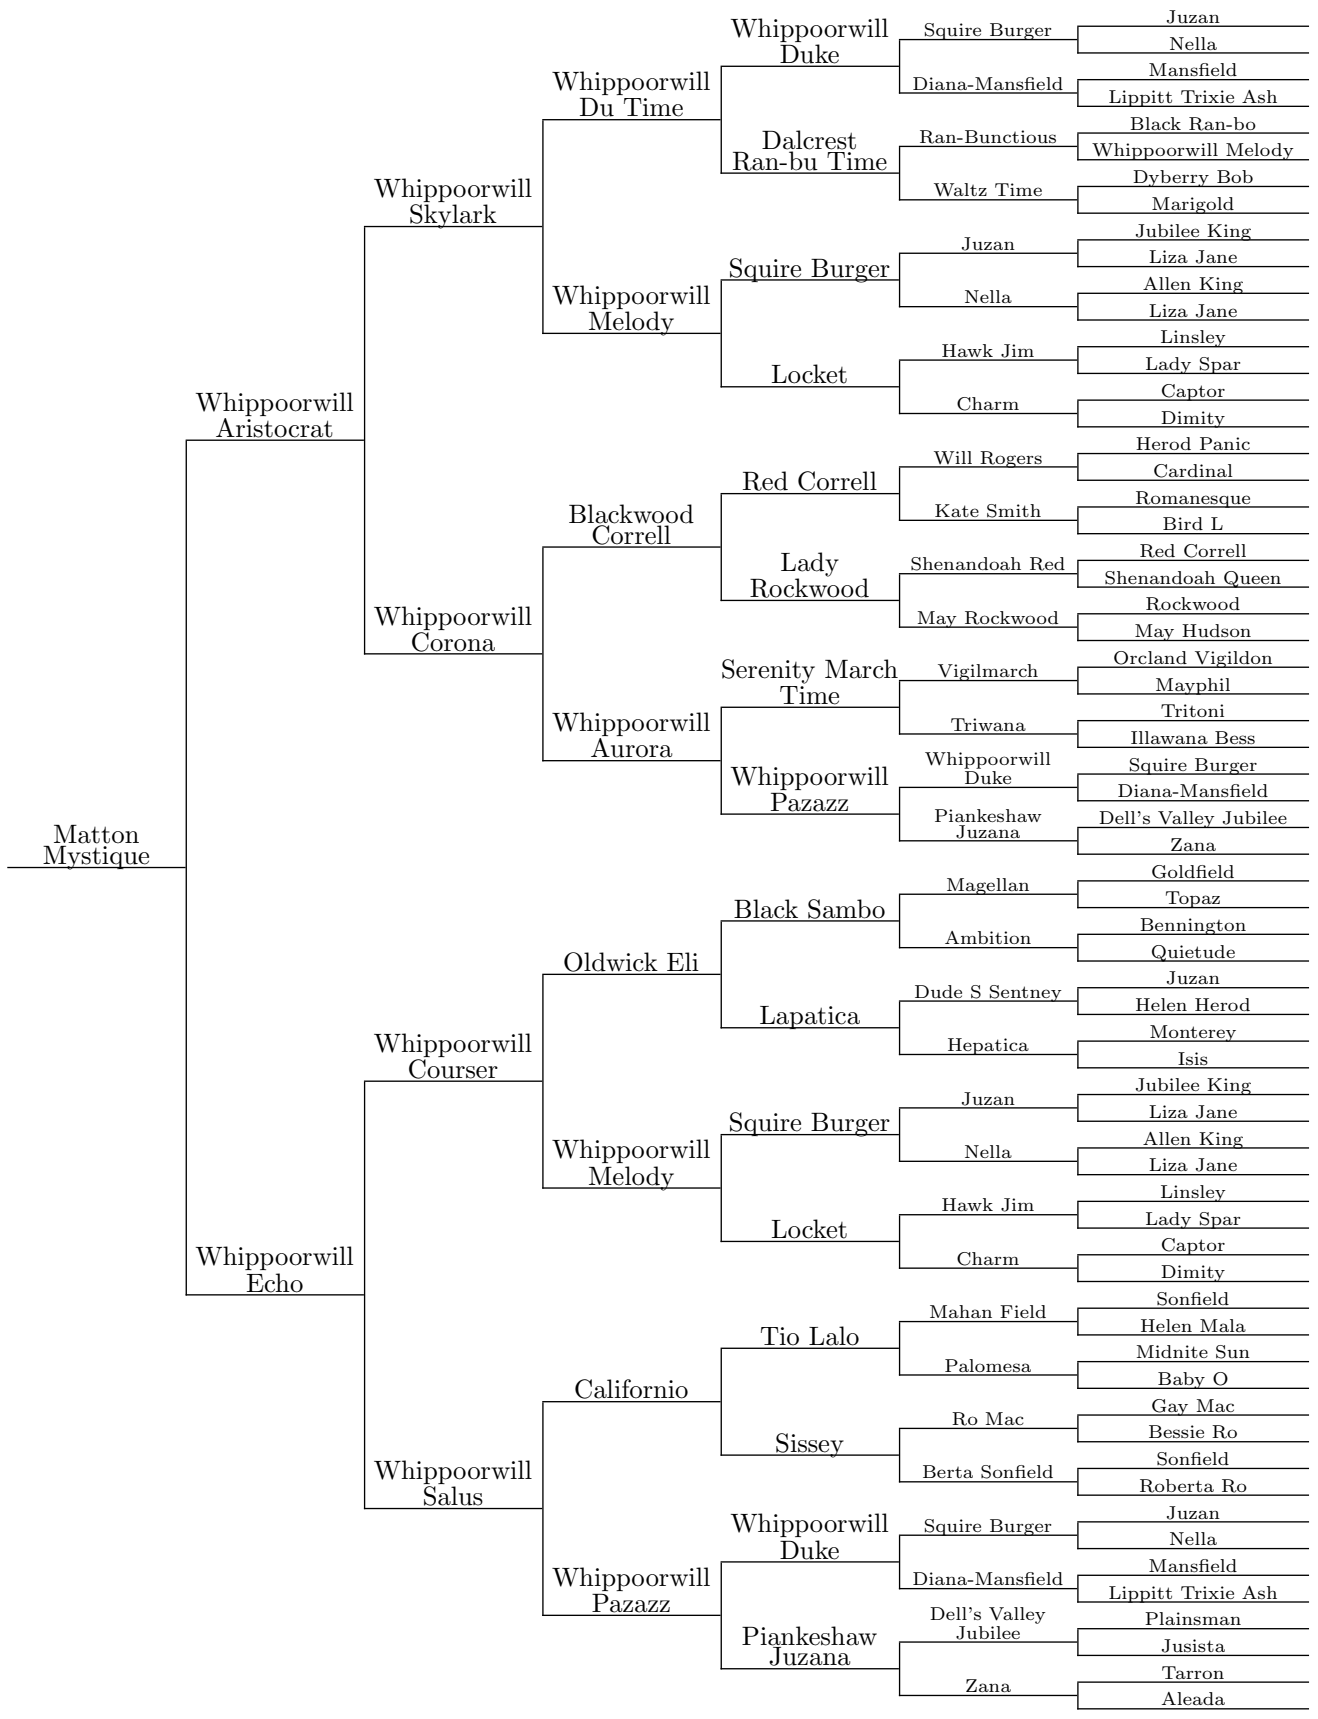 Whippoorwill
Duke
Squire Burger
Juzan
Nella
Diana-Mansfield
Mansfield
Lippitt Trixie Ash
Whippoorwill
Du Time
Dalcrest
Ran-bu Time
Ran-Bunctious
Black Ran-bo
Whippoorwill Melody
Waltz Time
Dyberry Bob
Marigold
Whippoorwill
Skylark
Whippoorwill
Melody
Squire Burger
Juzan
Jubilee King
Liza Jane
Nella
Allen King
Liza Jane
Locket
Hawk Jim
Linsley
Lady Spar
Charm
Captor
Dimity
Whippoorwill
Aristocrat
Whippoorwill
Corona
Blackwood
Correll
Red Correll
Will Rogers
Herod Panic
Cardinal
Kate Smith
Romanesque
Bird L
Lady
Rockwood
Shenandoah Red
Red Correll
Shenandoah Queen
May Rockwood
Rockwood
May Hudson
Whippoorwill
Aurora
Serenity March
Time
Vigilmarch
Orcland Vigildon
Mayphil
Triwana
Tritoni
Illawana Bess
Whippoorwill
Pazazz
Whippoorwill
Duke
Squire Burger
Diana-Mansfield
Piankeshaw
Juzana
Dell's Valley Jubilee
Zana
Matton
Mystique
Whippoorwill
Echo
Whippoorwill
Courser
Oldwick Eli
Black Sambo
Magellan
Goldfield
Topaz
Ambition
Bennington
Quietude
Lapatica
Dude S Sentney
Juzan
Helen Herod
Hepatica
Monterey
Isis
Whippoorwill
Melody
Squire Burger
Juzan
Jubilee King
Liza Jane
Nella
Allen King
Liza Jane
Locket
Hawk Jim
Linsley
Lady Spar
Charm
Captor
Dimity
Whippoorwill
Salus
Californio
Tio Lalo
Mahan Field
Sonfield
Helen Mala
Palomesa
Midnite Sun
Baby O
Sissey
Ro Mac
Gay Mac
Bessie Ro
Berta Sonfield
Sonfield
Roberta Ro
Whippoorwill
Pazazz
Whippoorwill
Duke
Squire Burger
Juzan
Nella
Diana-Mansfield
Mansfield
Lippitt Trixie Ash
Piankeshaw
Juzana
Dell's Valley
Jubilee
Plainsman
Jusista
Zana
Tarron
Aleada